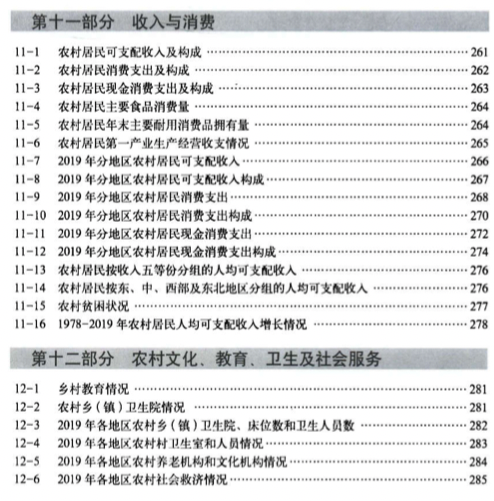 第十一部分 收入与消费
11-1 农村居民可支配收入及构成 261
11-2 农村居民消费支出及构成 262
11-3 农村居民现金消费支出及构成 263
11-4 农村居民主要食品消费量 264
11-5 农村居民年末主要耐用消费品拥有量 264
11-6 农村居民第一产业生产经营收支情况 265
11-7 2019 年分地区农村居民可支配收入 266
11-8 2019 年分地区农村居民可支配收入构成 267
11-9 2019 年分地区农村居民消费支出 268
11-10 2019 年分地区农村居民消费支出构成 270
11-11 2019 年分地区农村居民现金消费支出 272
11-12 2019 年分地区农村居民现金消费支出构成 274
11-13 农村居民按收入五等份分组的人均可支配收入 276
11-14 农村居民按东、中、西部及东北地区分组的人均可支配收入 276
11-15 农村贫困状况 277
11-16 1978-2019 年农村居民人均可支配收入增长情况 278
第十二部分 农村文化、教育、卫生及社会服务
12-1 乡村教育情况 281
12-2 农村乡（镇）卫生院情况 281
12-3 2019 年各地区农村乡（镇）卫生院、床位数和卫生人员数 282
12-4 2019 年各地区农村村卫生室和人员情况 283
12-5 2019 年各地区农村养老机构和文化机构情况 284
12-6 2019 年各地区农村社会救济情况 285